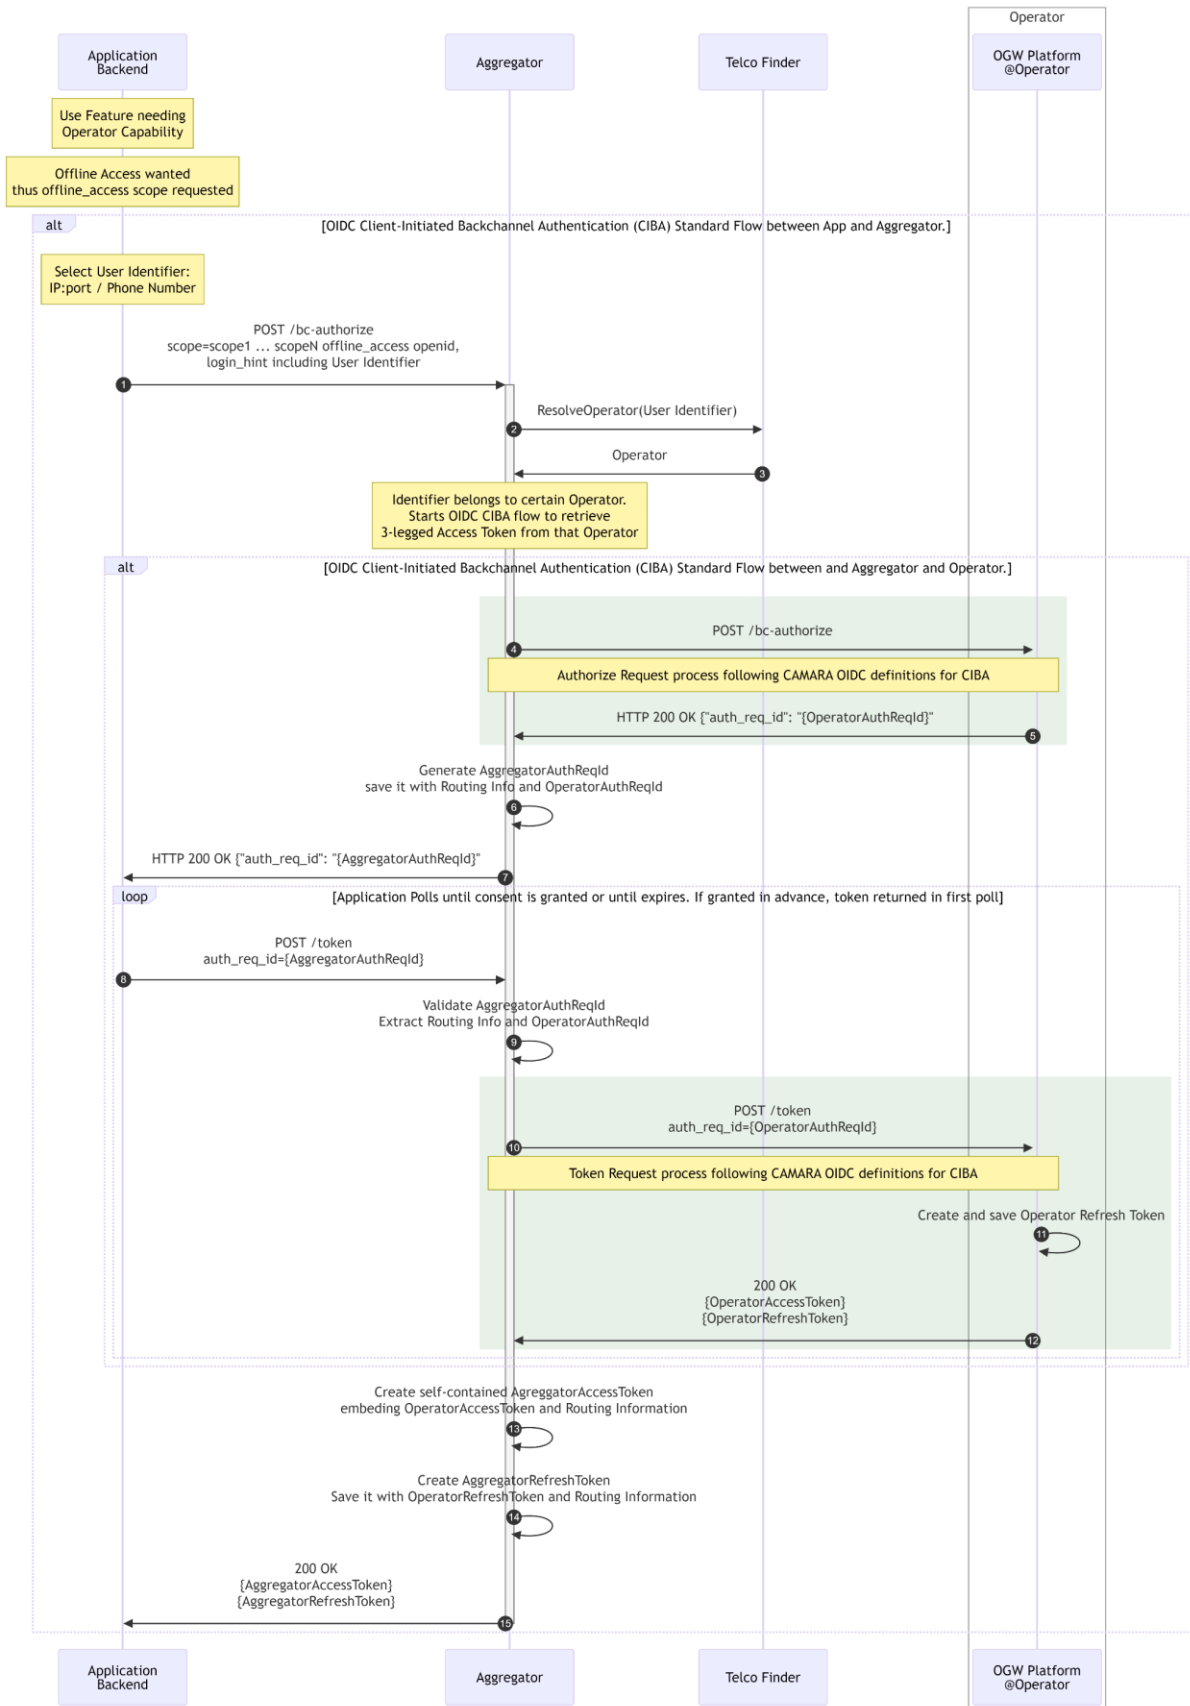 Operator
Application
Backend
Aggregator
Telco Finder
OGW Platform
@Operator
Use Feature needing
Operator Capability
Offline Access wanted
thus offline_access scope requested
alt
[OIDC Client-Initiated Backchannel Authentication (CIBA) Standard Flow between App and Aggregator.]
Select User Identifier:
IP:port / Phone Number
POST /bc-authorize
scope=scope1 ... scopeN offline_access openid,
login_hint including User Identifier
1
ResolveOperator(User Identifier)
2
Operator
3
Identifier belongs to certain Operator.
Starts OIDC CIBA flow to retrieve
3-legged Access Token from that Operator
alt
[OIDC Client-Initiated Backchannel Authentication (CIBA) Standard Flow between and Aggregator and Operator.]
POST /bc-authorize
4
Authorize Request process following CAMARA OIDC definitions for CIBA
HTTP 200 OK {"auth_req_id": "{OperatorAuthReqId}"
5
Generate AggregatorAuthReqId
save it with Routing Info and OperatorAuthReqId
6
HTTP 200 OK {"auth_req_id": "{AggregatorAuthReqId}"
7
loop
[Application Polls until consent is granted or until expires. If granted in advance, token returned in first poll]
POST /token
auth_req_id={AggregatorAuthReqId}
8
Validate AggregatorAuthReqId
Extract Routing Info and OperatorAuthReqId
9
POST /token
auth_req_id={OperatorAuthReqId}
10
Token Request process following CAMARA OIDC definitions for CIBA
Create and save Operator Refresh Token
11
200 OK
{OperatorAccessToken}
{OperatorRefreshToken}
12
Create self-contained AgreggatorAccessToken
embeding OperatorAccessToken and Routing Information
13
Create AggregatorRefreshToken
Save it with OperatorRefreshToken and Routing Information
14
200 OK
{AggregatorAccessToken}
{AggregatorRefreshToken}
15
Application
Backend
Aggregator
Telco Finder
OGW Platform
@Operator